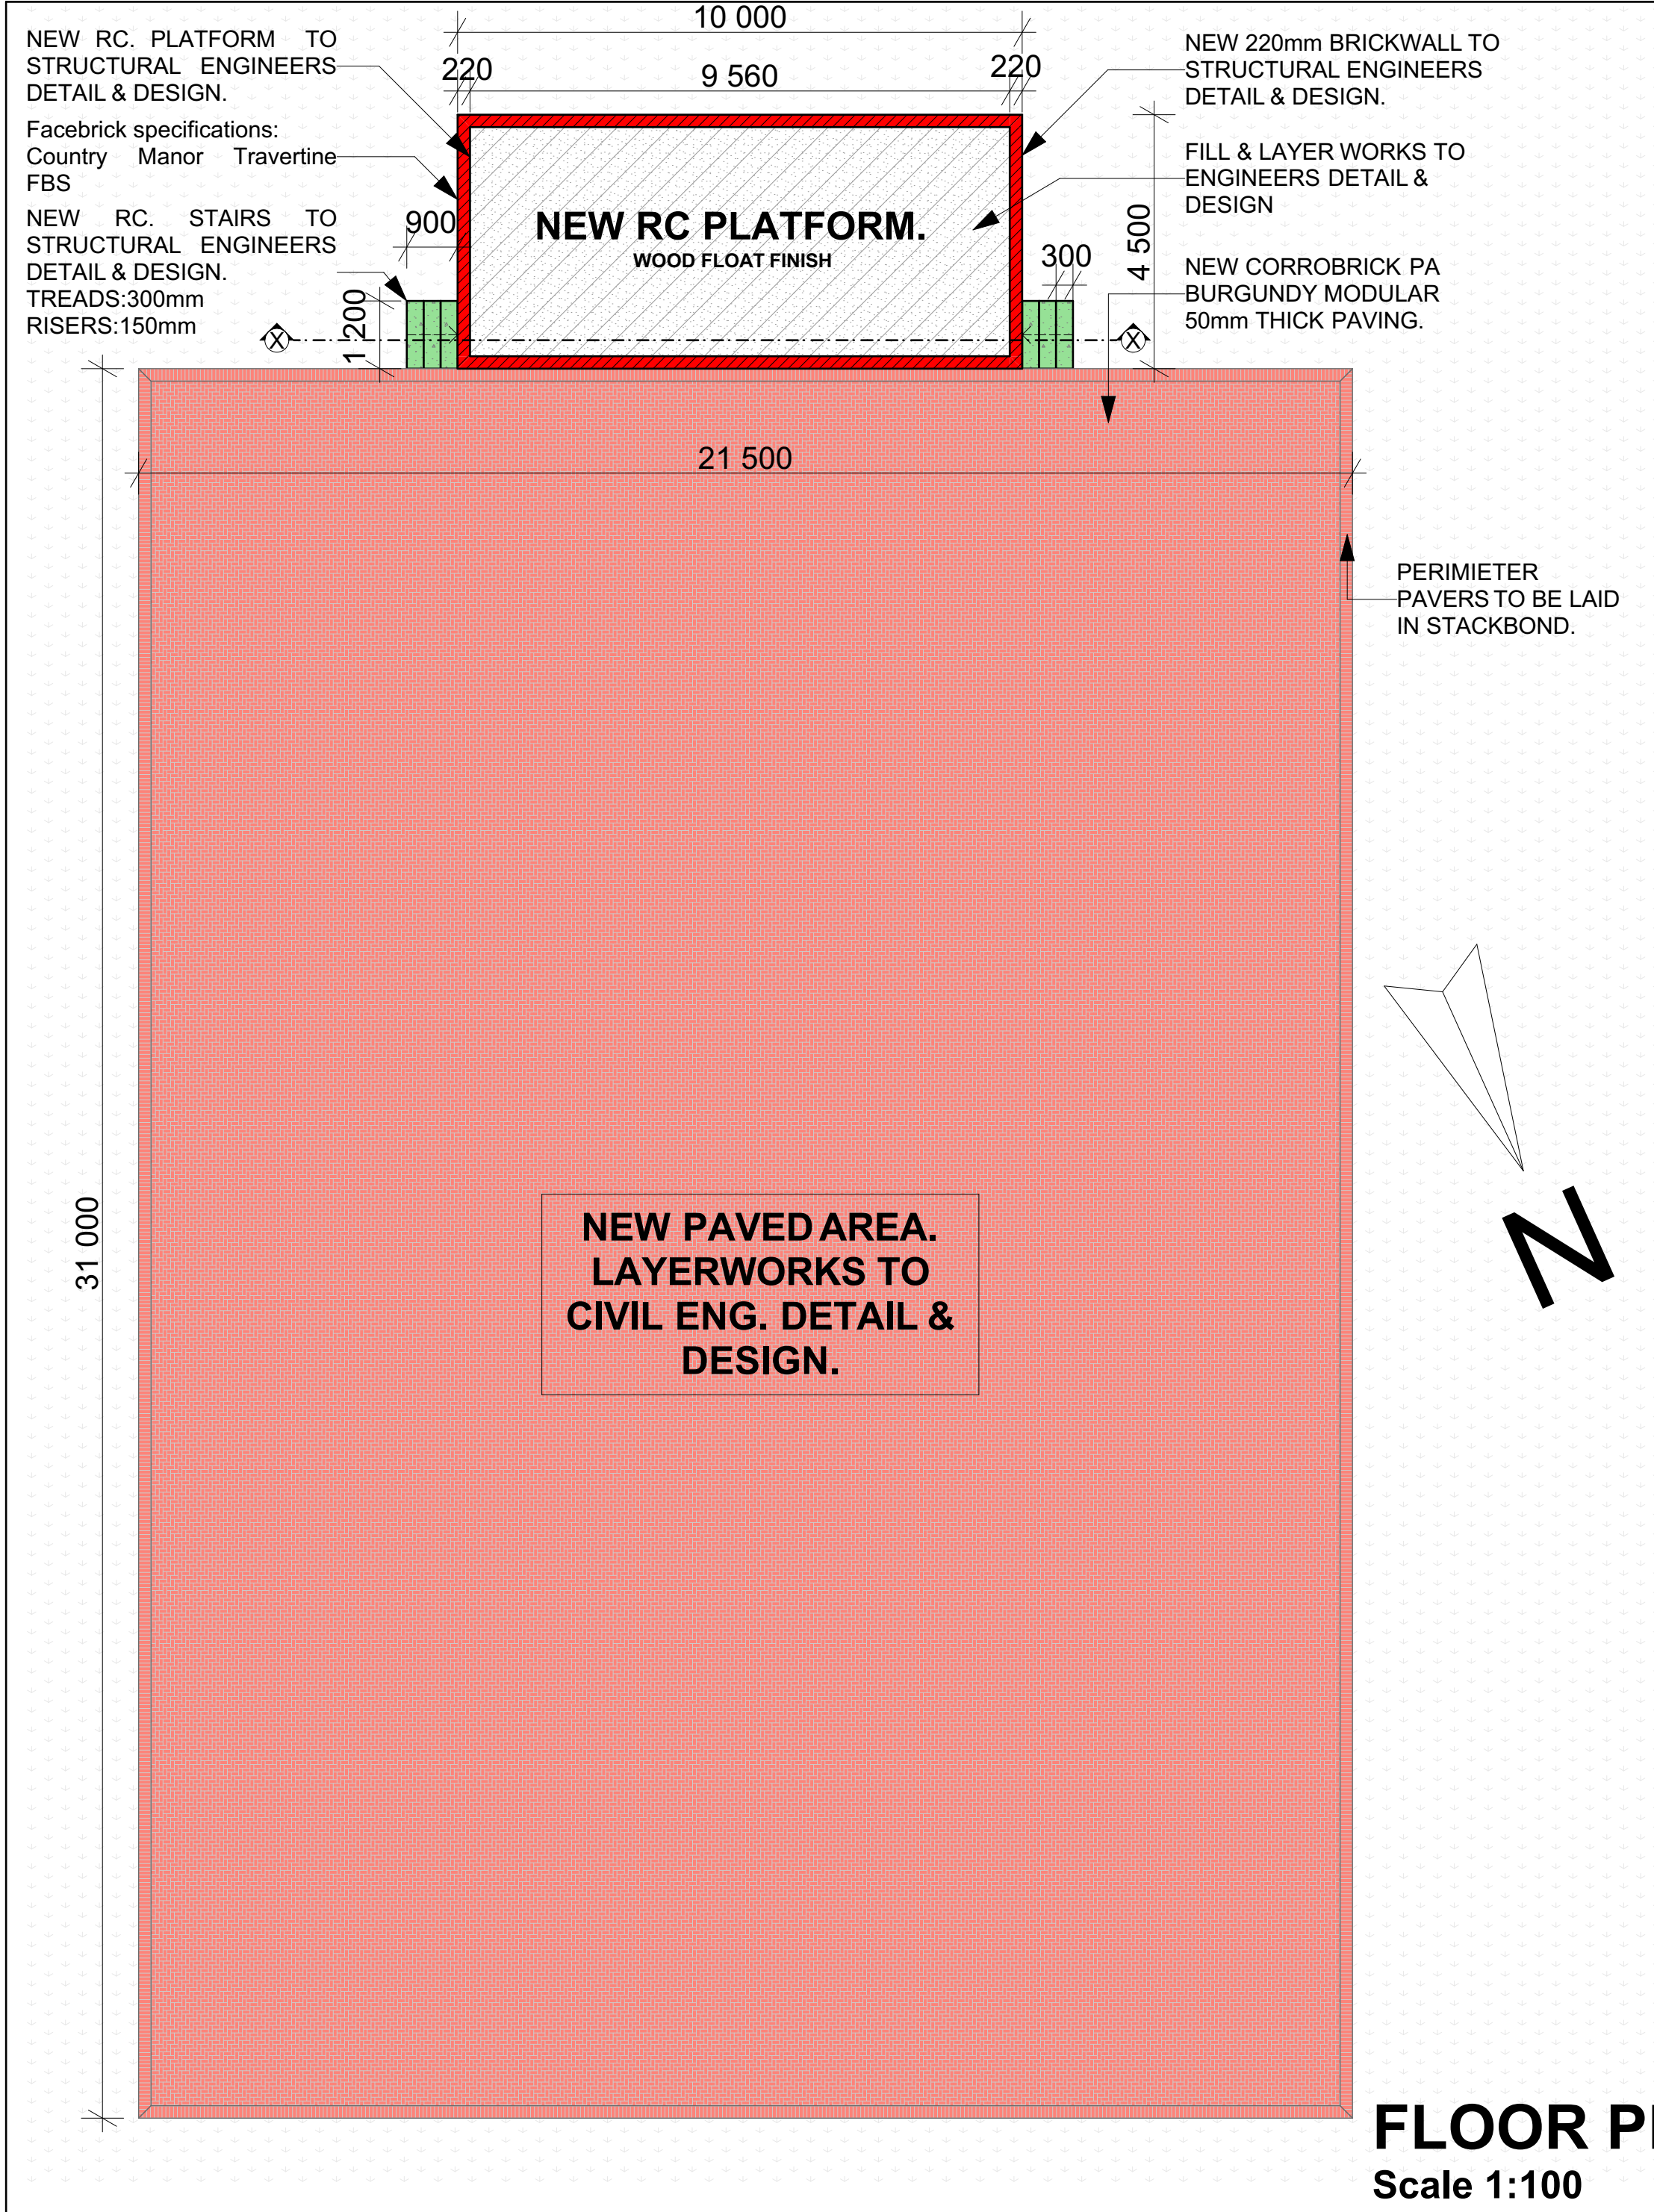 10 000
NEW RC. PLATFORM TO
STRUCTURAL ENGINEERS
DETAIL & DESIGN.
220
9 560
220
NEW 220mm BRICKWALL TO
STRUCTURAL ENGINEERS
DETAIL & DESIGN.
Facebrick specifications:
Country Manor Travertine
FBS
FILL & LAYER WORKS TO
ENGINEERS DETAIL &
DESIGN
NEW RC. STAIRS TO
STRUCTURAL ENGINEERS
DETAIL & DESIGN.
TREADS:300mm
RISERS:150mm
900
NEW RC PLATFORM.
WOOD FLOAT FINISH
300
4 500
NEW CORROBRICK PA
BURGUNDY MODULAR
50mm THICK PAVING.
1 200
X
X
21 500
PERIMIETER
PAVERS TO BE LAID
IN STACKBOND.
31 000
NEW PAVED AREA.
LAYERWORKS TO
CIVIL ENG. DETAIL &
DESIGN.
N
FLOOR
Scale 1:100